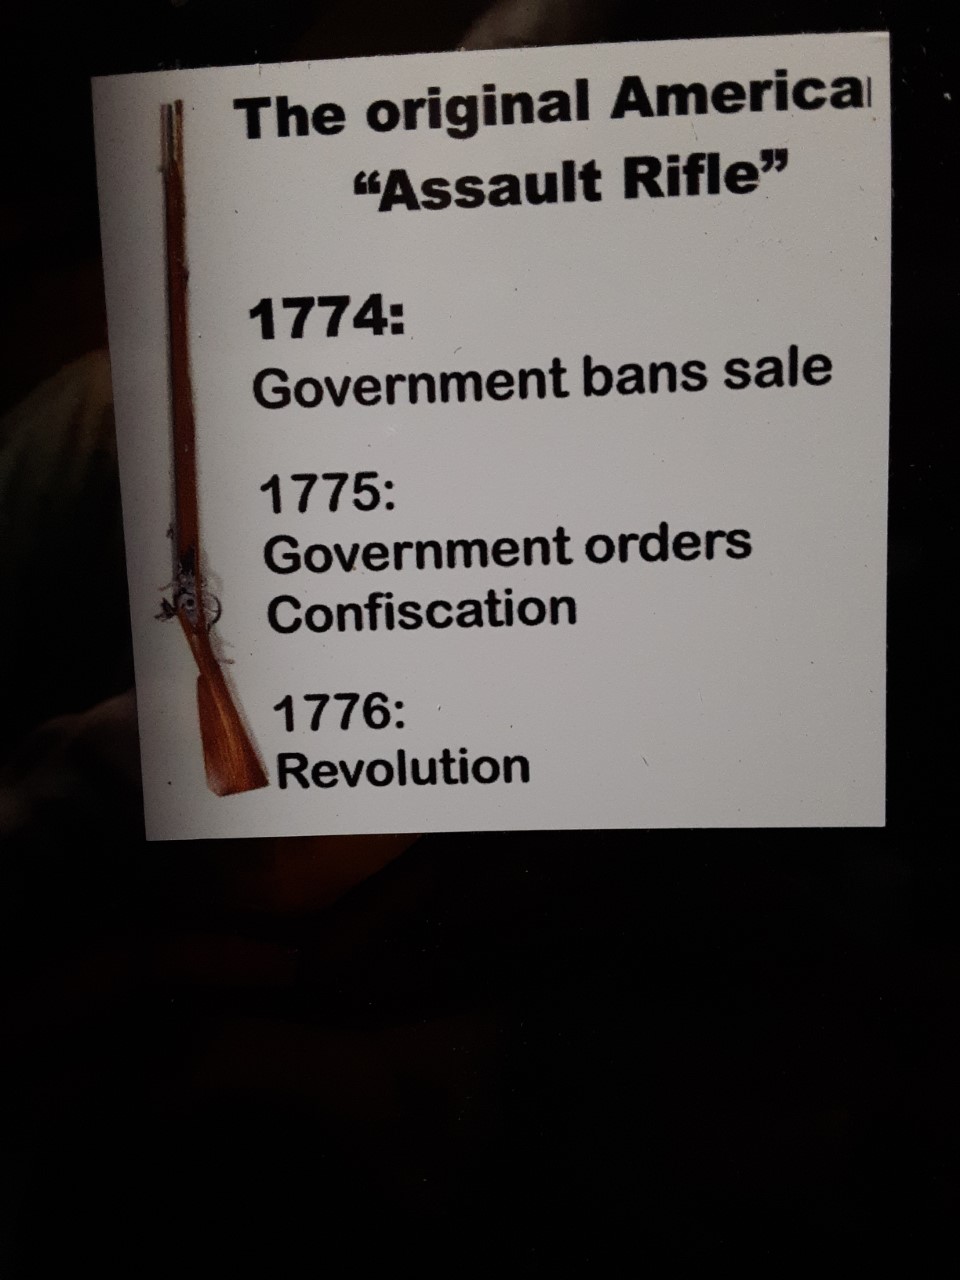 The original America
“Assault Rifle”
1774:
Government bans sale
1775:
Government orders
Confiscation
1776:
Revolution